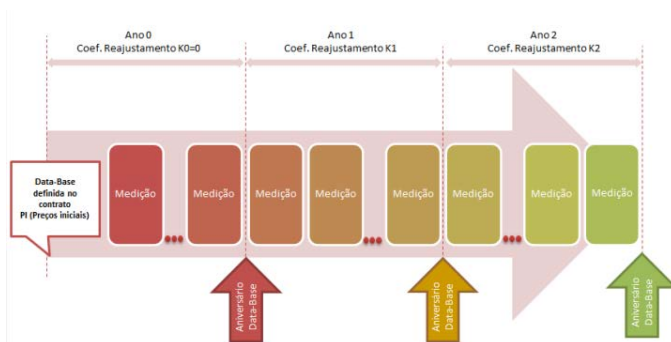 Ano 0
Coef. Reajustamento K0=0
Ano 1
Coef. Reajustamento K1
Ano 2
Coef. Reajustamento K2
Data-Base
definida no
contrato
PI (Preços iniciais)
Medição
Medição
Medição
Medição
Medição
Medição
Medição
Medição
Aniversário
Data-Base
Aniversário
Data-Base
Aniversário
Data-Base